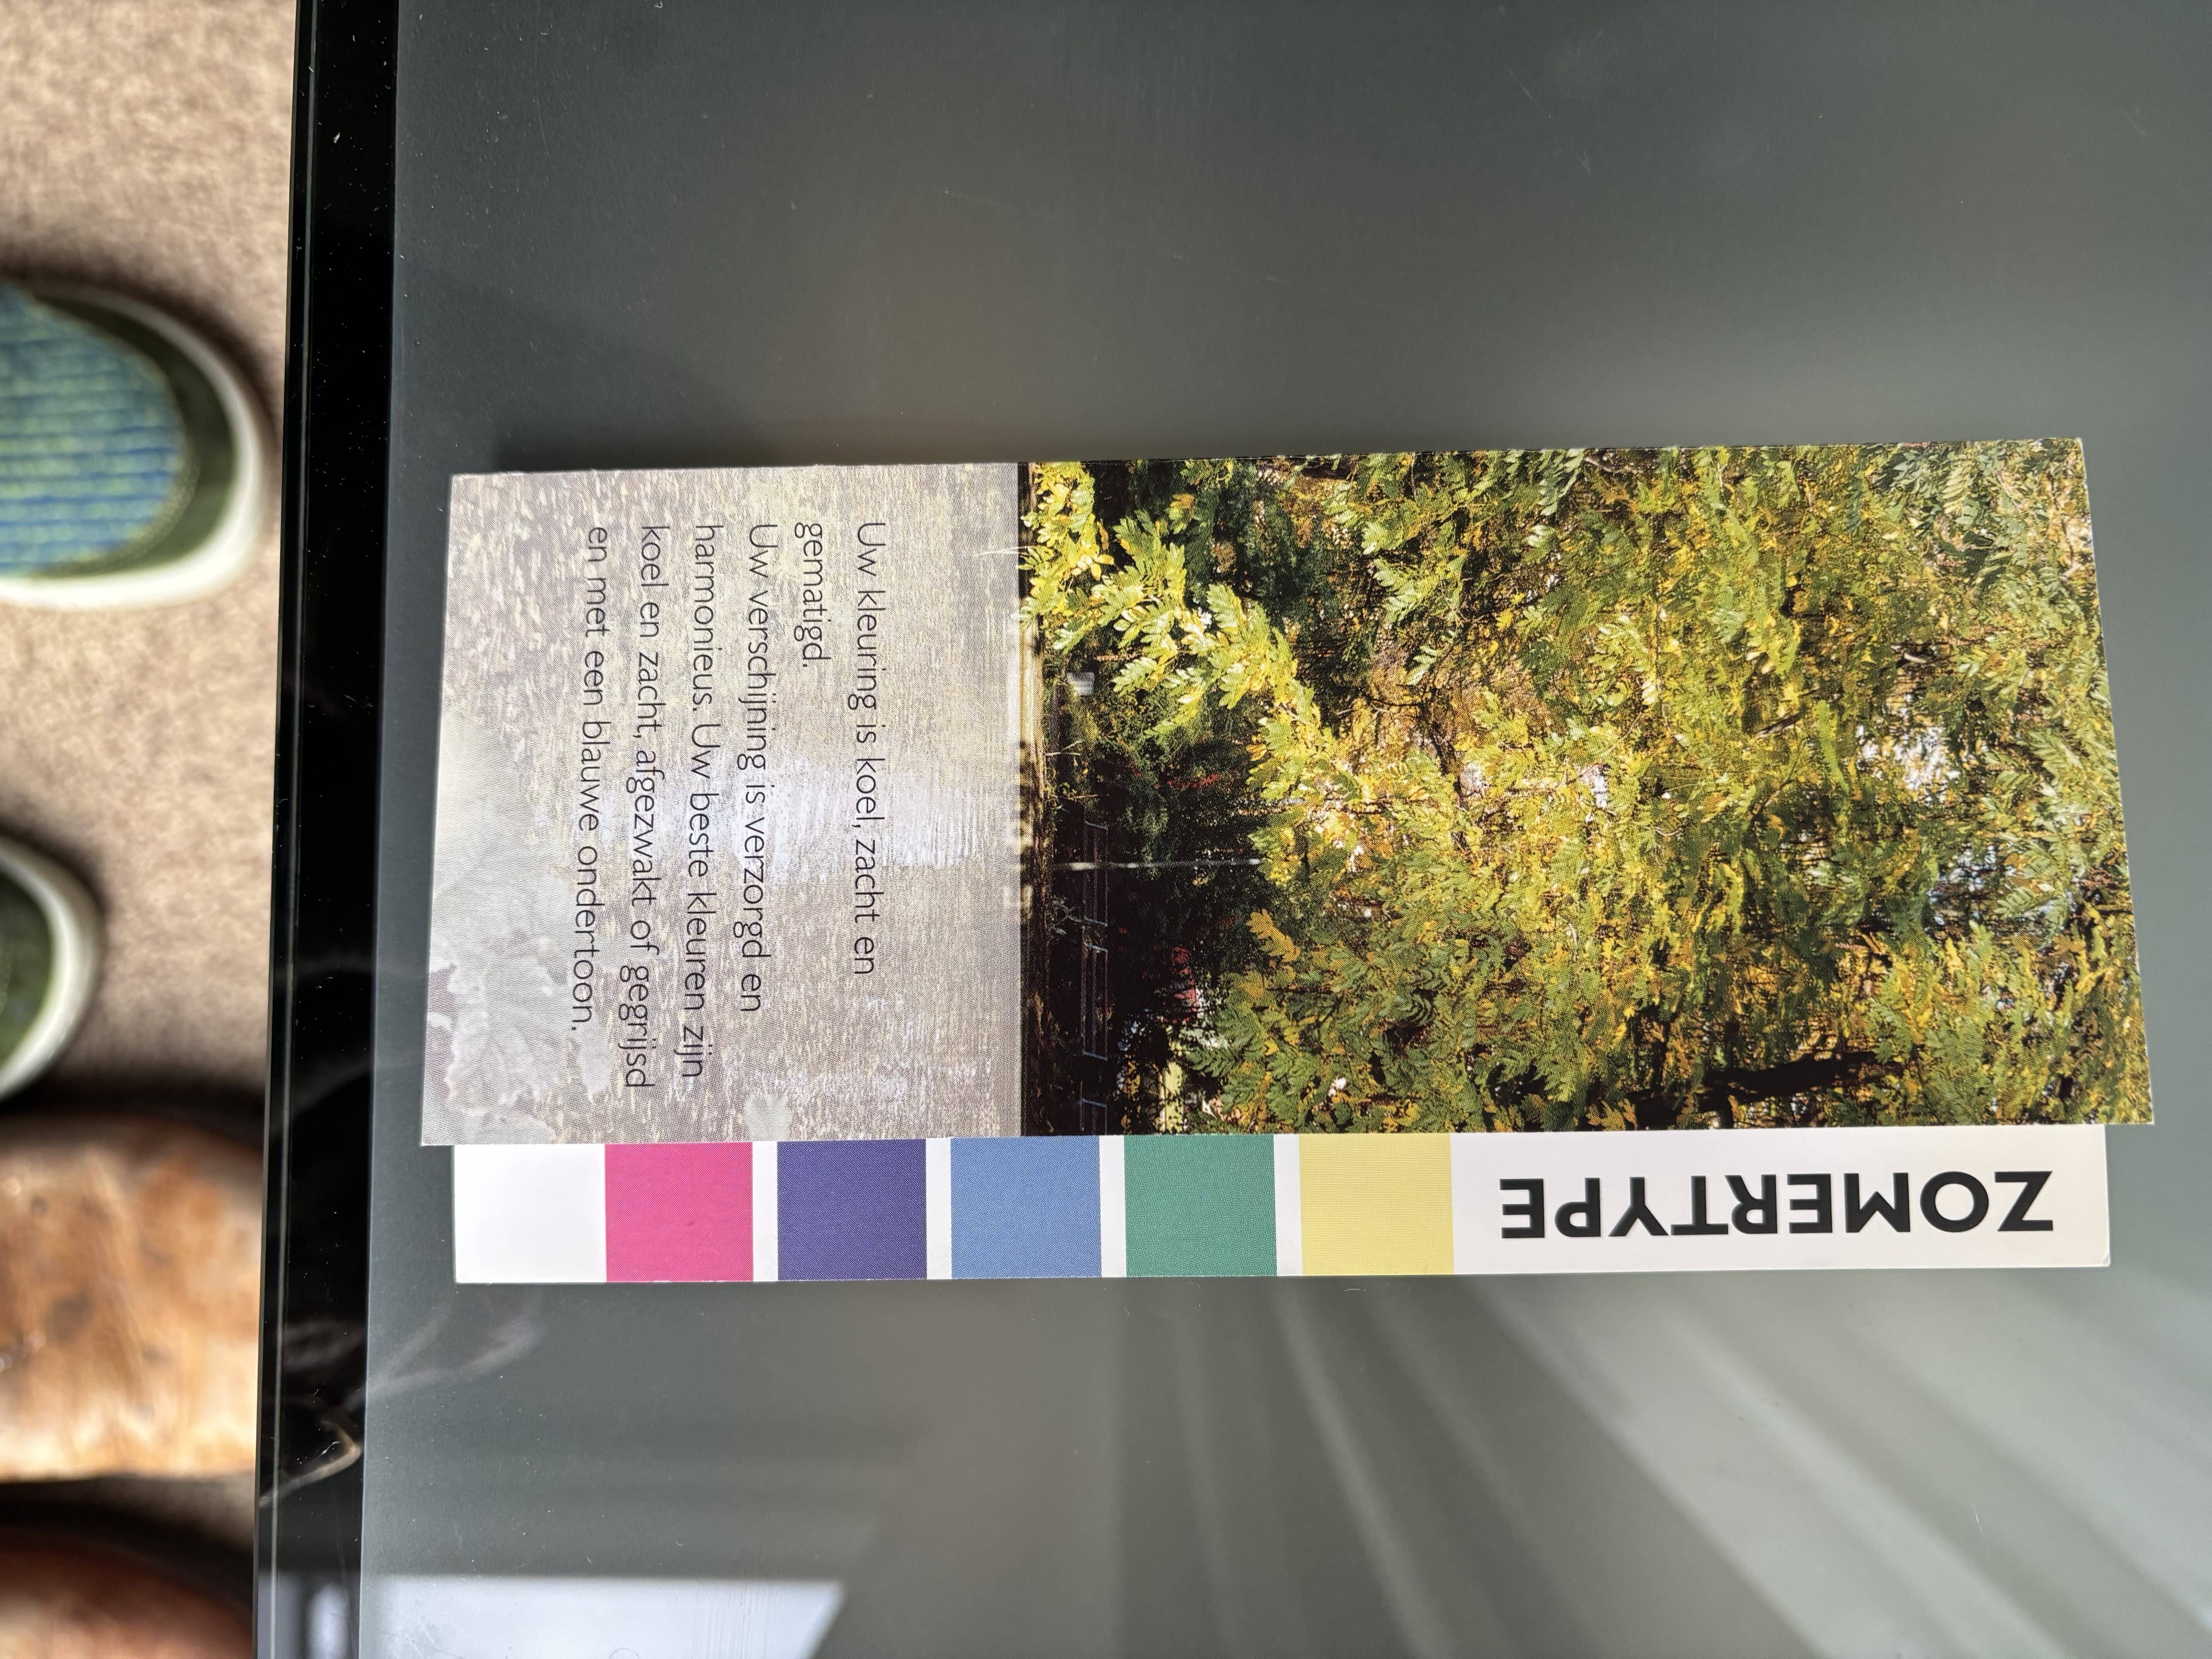 Uw kleuring is koel, zacht en
gematigd.
Uw verschijning is verzorgd en
harmonieus. Uw beste kleuren zijn
koel en zacht, afgezwakt of gegrijsd
en met een blauwe ondertoon.
ZOMERTYPE